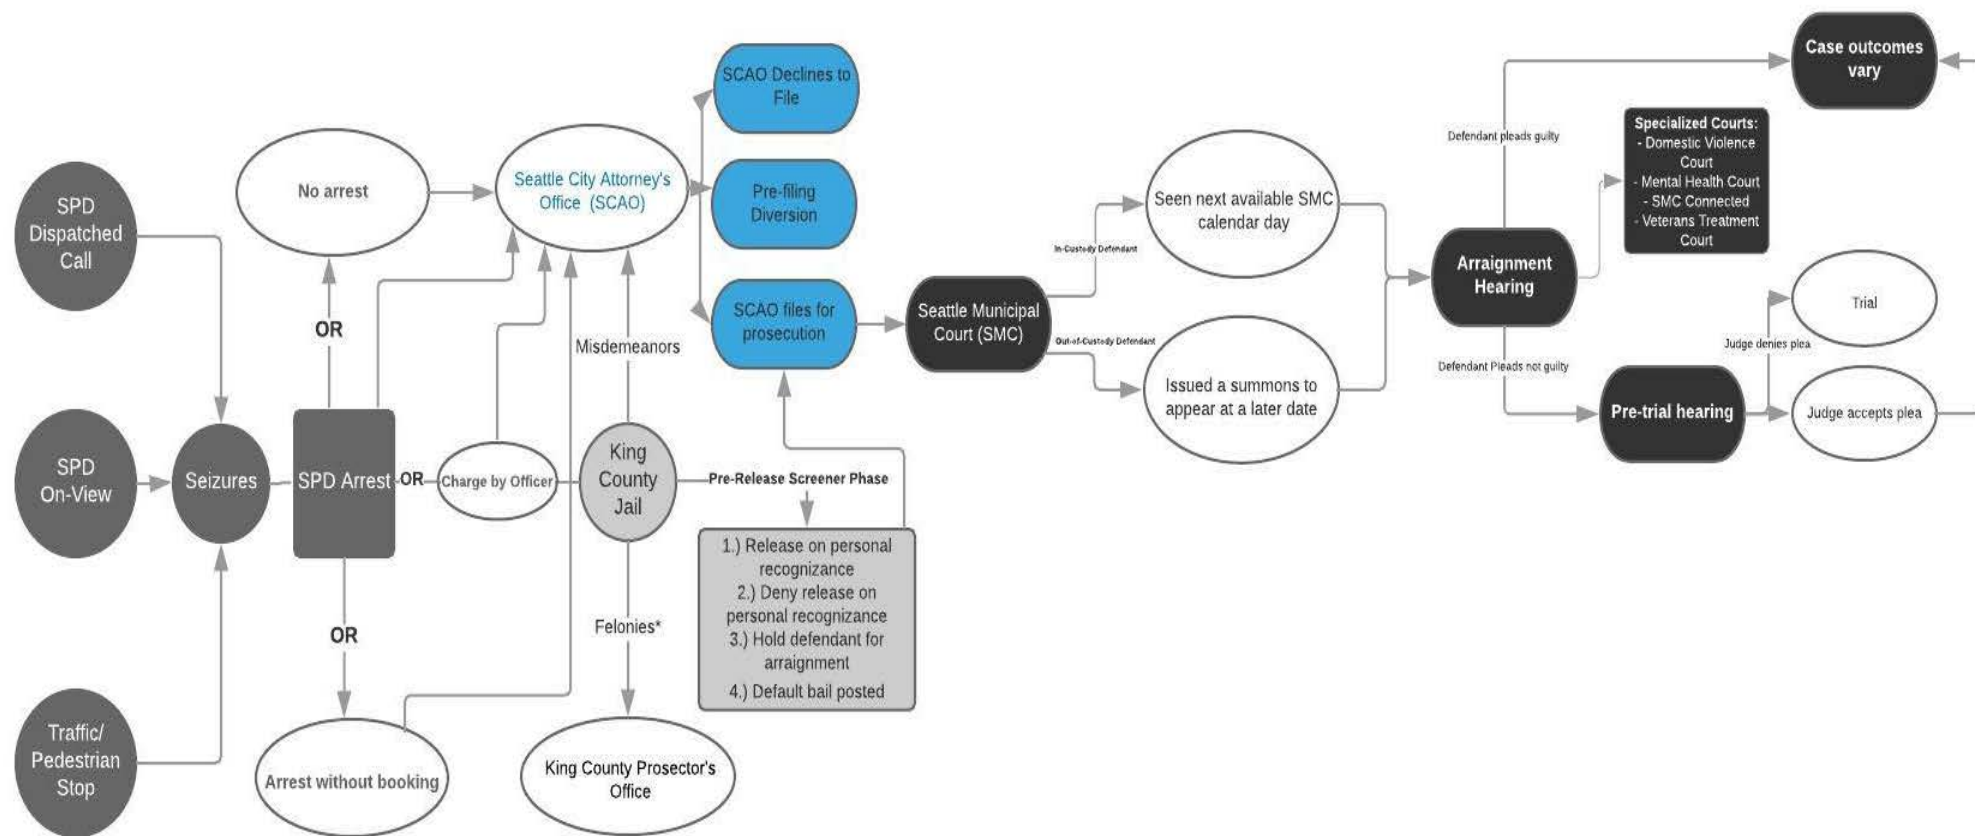 SPD
Dispatched
Call
SPD
On-View
Traffic/
Pedestrian
Stop
Seizures
SPD Arrest
OR
No arrest
OR
Arrest without booking
OR
Charge by Officer
Seattle City Attorney's
Office (SCAO)
Misdemeanors
King
County
Jail
Felonies*
King County Prosector's
Office
Pre-Release Screener Phase
1.) Release on personal
recognizance
2.) Deny release on
personal recognizance
3.) Hold defendant for
arraignment
4.) Default bail posted
SCAO Declines to
File
Pre-filing
Diversion
SCAO files for
prosecution
Seattle Municipal
Court (SMC)
In-Custody Defendant
Out-of-Custody Defendant
Seen next available SMC
calendar day
Issued a summons to
appear at a later date
Arraignment
Hearing
Defendant pleads guilty
Defendant Pleads not guilty
Case outcomes
vary
Specialized Courts:
- Domestic Violence
Court
- Mental Health Court
- SMC Connected
- Veterans Treatment
Court
Pre-trial hearing
Judge denies plea
Trial
Judge accepts plea